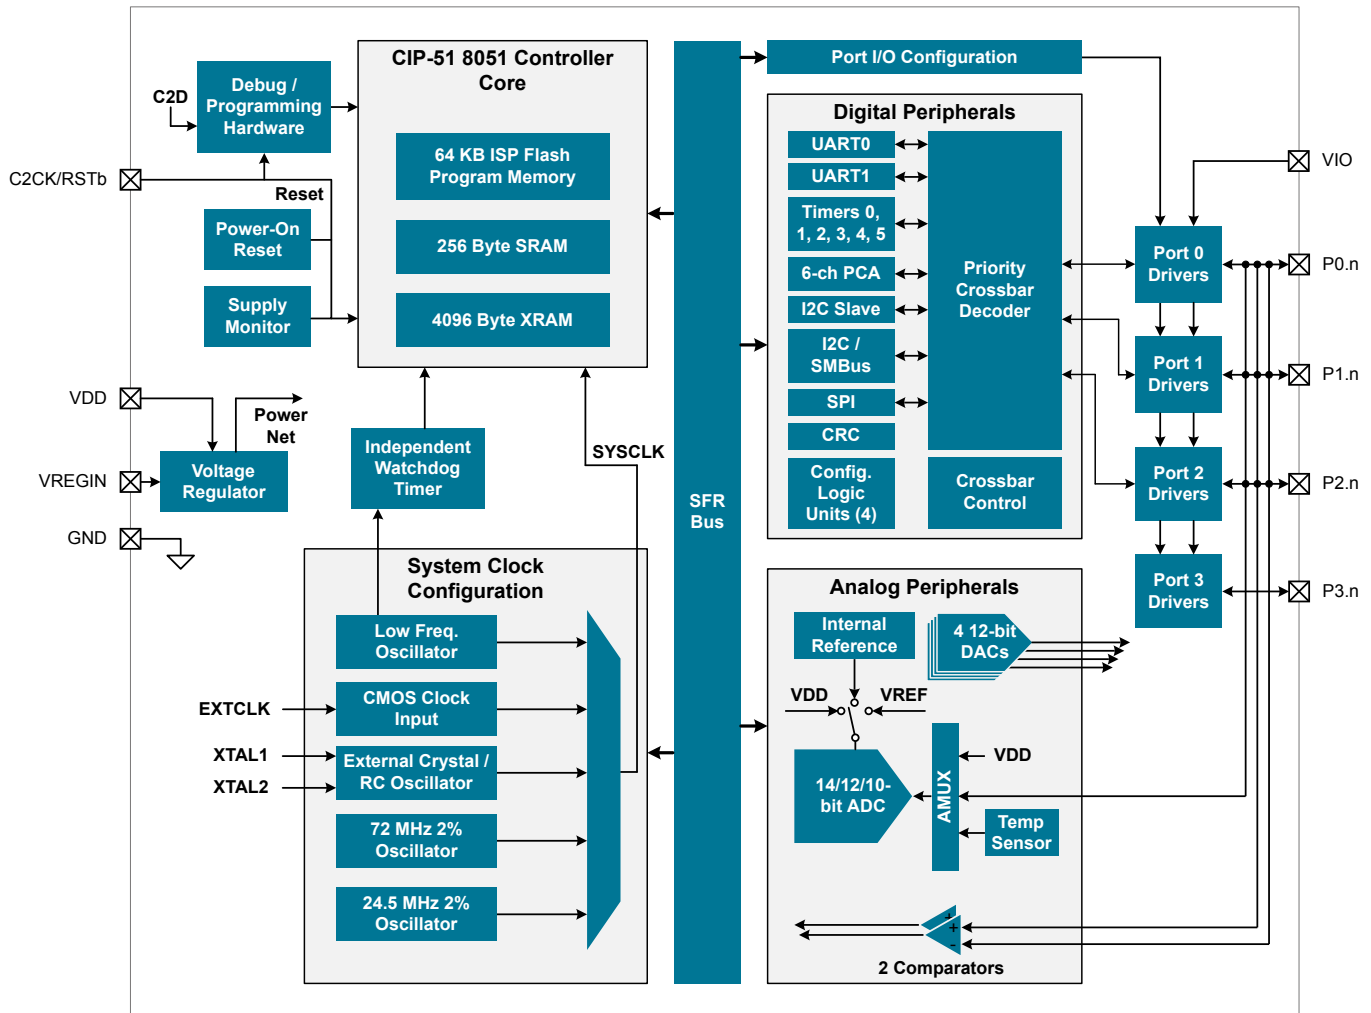 CIP-51 8051 Controller
Core
64 KB ISP Flash
Program Memory
256 Byte SRAM
4096 Byte XRAM
Debug /
Programming
Hardware
C2D
C2CK/RSTb
Reset
Power-On
Reset
Supply
Monitor
VDD
Power
Net
VREGIN
Voltage
Regulator
GND
Independent
Watchdog
Timer
SYSCLK
System Clock
Configuration
Low Freq.
Oscillator
CMOS Clock
Input
EXTCLK
External Crystal /
RC Oscillator
XTAL1
XTAL2
72 MHz 2%
Oscillator
24.5 MHz 2%
Oscillator
SFR
Bus
Port I/O Configuration
Digital Peripherals
UART0
UART1
Timers 0,
1, 2, 3, 4, 5
6-ch PCA
I2C Slave
I2C /
SMBus
SPI
CRC
Config.
Logic
Units (4)
Priority
Crossbar
Decoder
Crossbar
Control
Port 0
Drivers
Port 1
Drivers
Port 2
Drivers
Port 3
Drivers
VIO
P0.n
P1.n
P2.n
P3.n
Analog Peripherals
Internal
Reference
4 12-bit
DACs
VDD
VREF
14/12/10-
bit ADC
AMUX
VDD
Temp
Sensor
+
+
-
2 Comparators